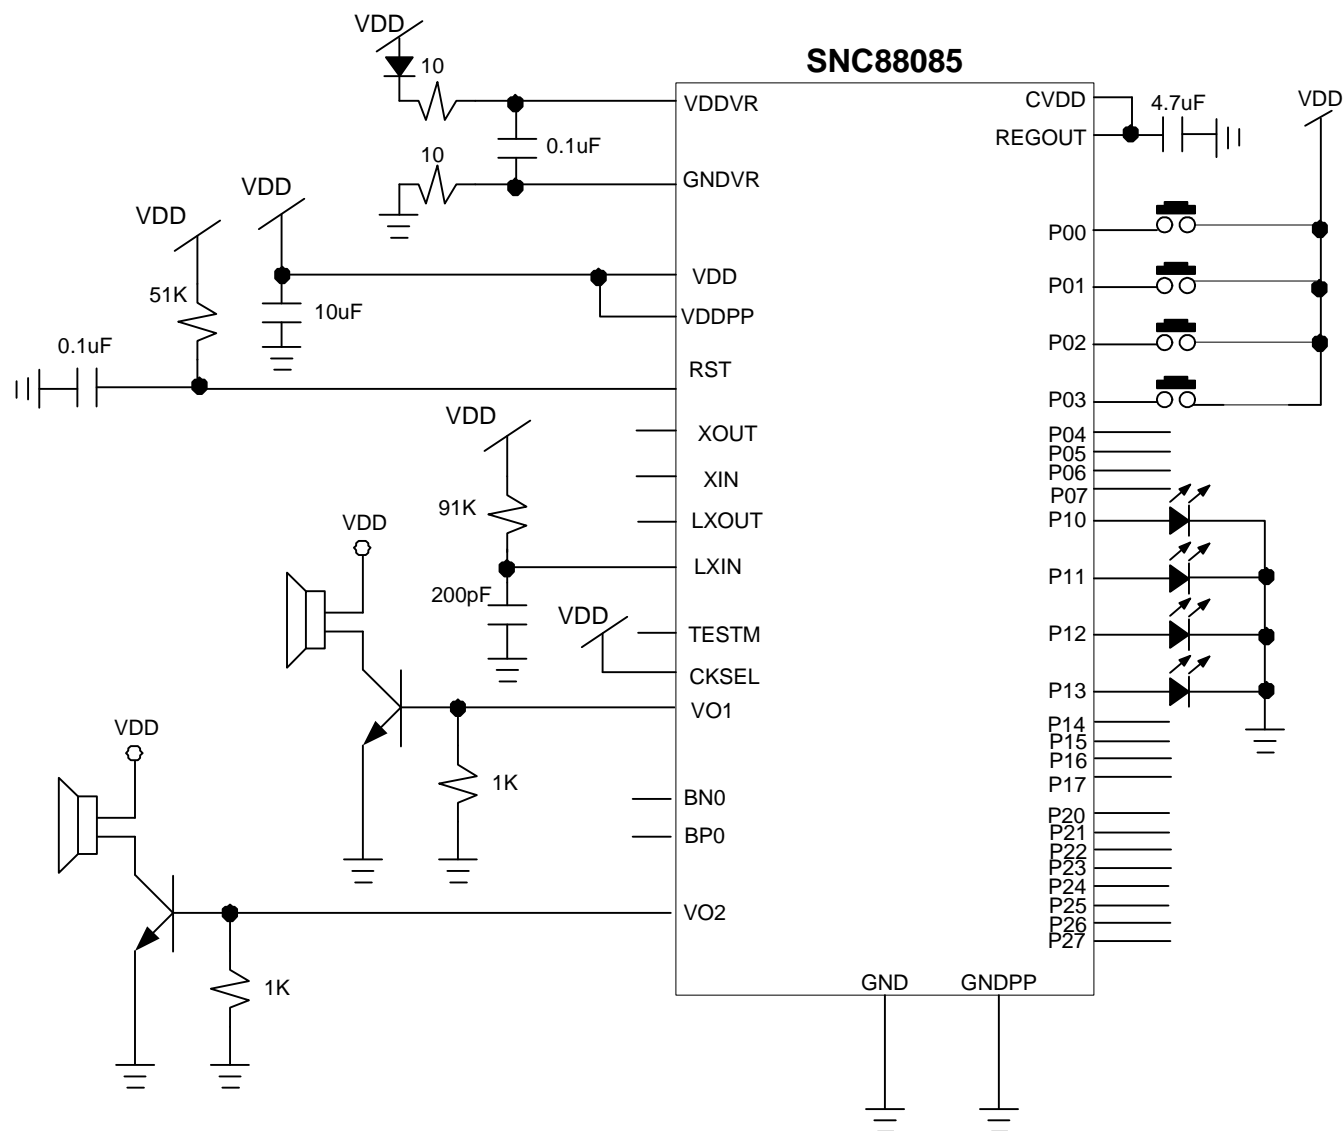 SNC88085
VDD
10
VDDVR
0.1uF
10
GNDVR
VDD
VDD
VDD
51K
10uF
VDDPP
0.1uF
RST
VDD
XOUT
XIN
91K
LXOUT
VDD
LXIN
200pF
VDD
TESTM
CKSEL
VO1
VDD
1K
BN0
BP0
VO2
1K
GND
GNDPP
CVDD
4.7uF
VDD
REGOUT
P00
P01
P02
P03
P04
P05
P06
P07
P10
P11
P12
P13
P14
P15
P16
P17
P20
P21
P22
P23
P24
P25
P26
P27